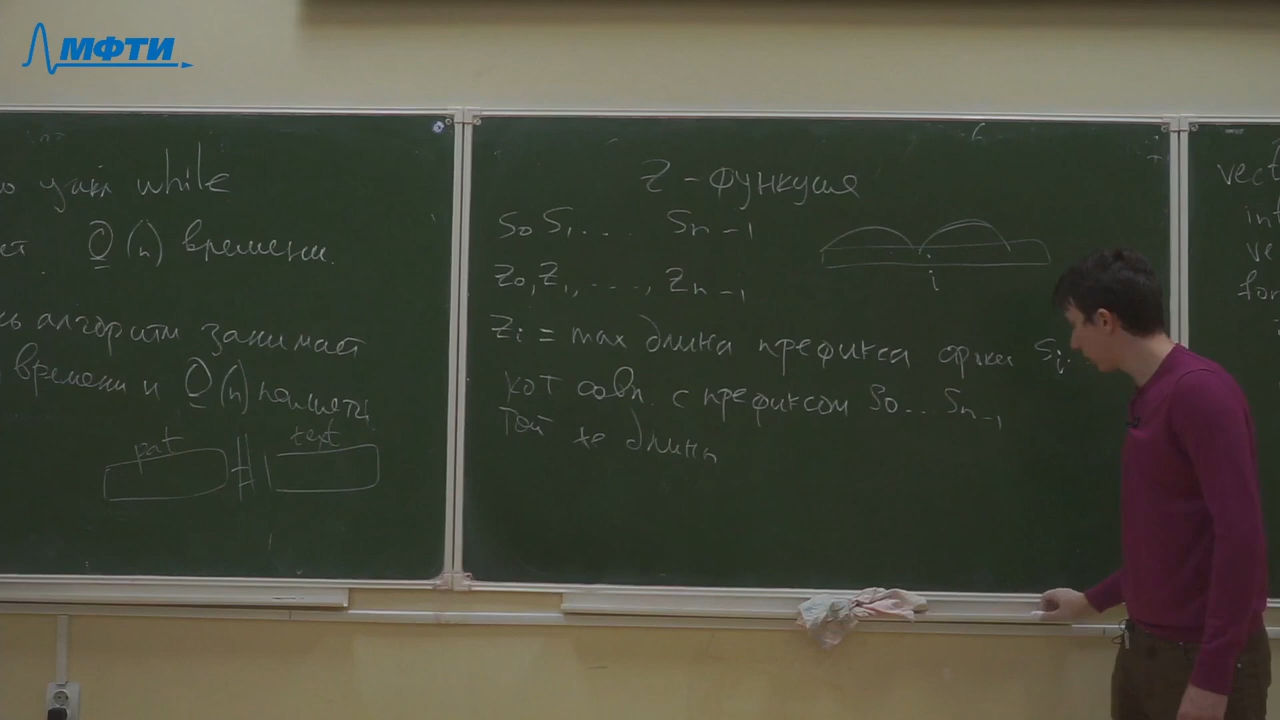 МФТИ
цикл while
O(n) времени.
алгоритм занимает
времени и O(n) памяти
pat # text
Z-функция
S0 S1 ... Sn-1
i
Z0, Z1, ..., Zn-1
Zi = max длина префикса строки Si..
кот совп. с префиксом S0...Sn-1
той же длины
vect
int
ve
for